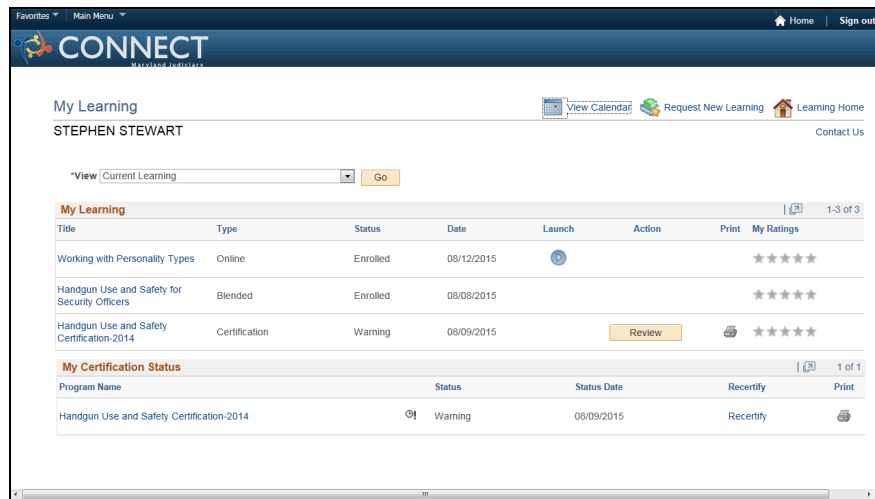 Favorites Main Menu Home Sign out
CONNECT
Maryland Judiciary
My Learning View Calendar Request New Learning Learning Home
STEPHEN STEWART Contact Us
*View Current Learning Go
My Learning 1-3 of 3
Title Type Status Date Launch Action Print My Ratings
Working with Personality Types Online Enrolled 08/12/2015
Handgun Use and Safety for
Security Officers Blended Enrolled 08/08/2015
Handgun Use and Safety
Certification-2014 Certification Warning 08/09/2015 Review
My Certification Status 1 of 1
Program Name Status Status Date Recertify Print
Handgun Use and Safety Certification-2014 Warning 08/09/2015 Recertify